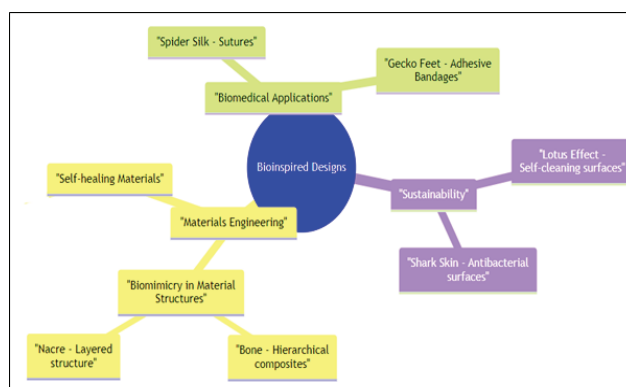 "Spider Silk - Sutures"
"Gecko Feet - Adhesive
Bandages"
"Biomedical Applications"
Bioinspired Designs
"Lotus Effect -
Self-cleaning surfaces"
"Self-healing Materials"
"Sustainability"
"Materials Engineering"
"Shark Skin - Antibacterial
surfaces"
"Biomimicry in Material
Structures"
"Nacre - Layered
structure"
"Bone - Hierarchical
composites"